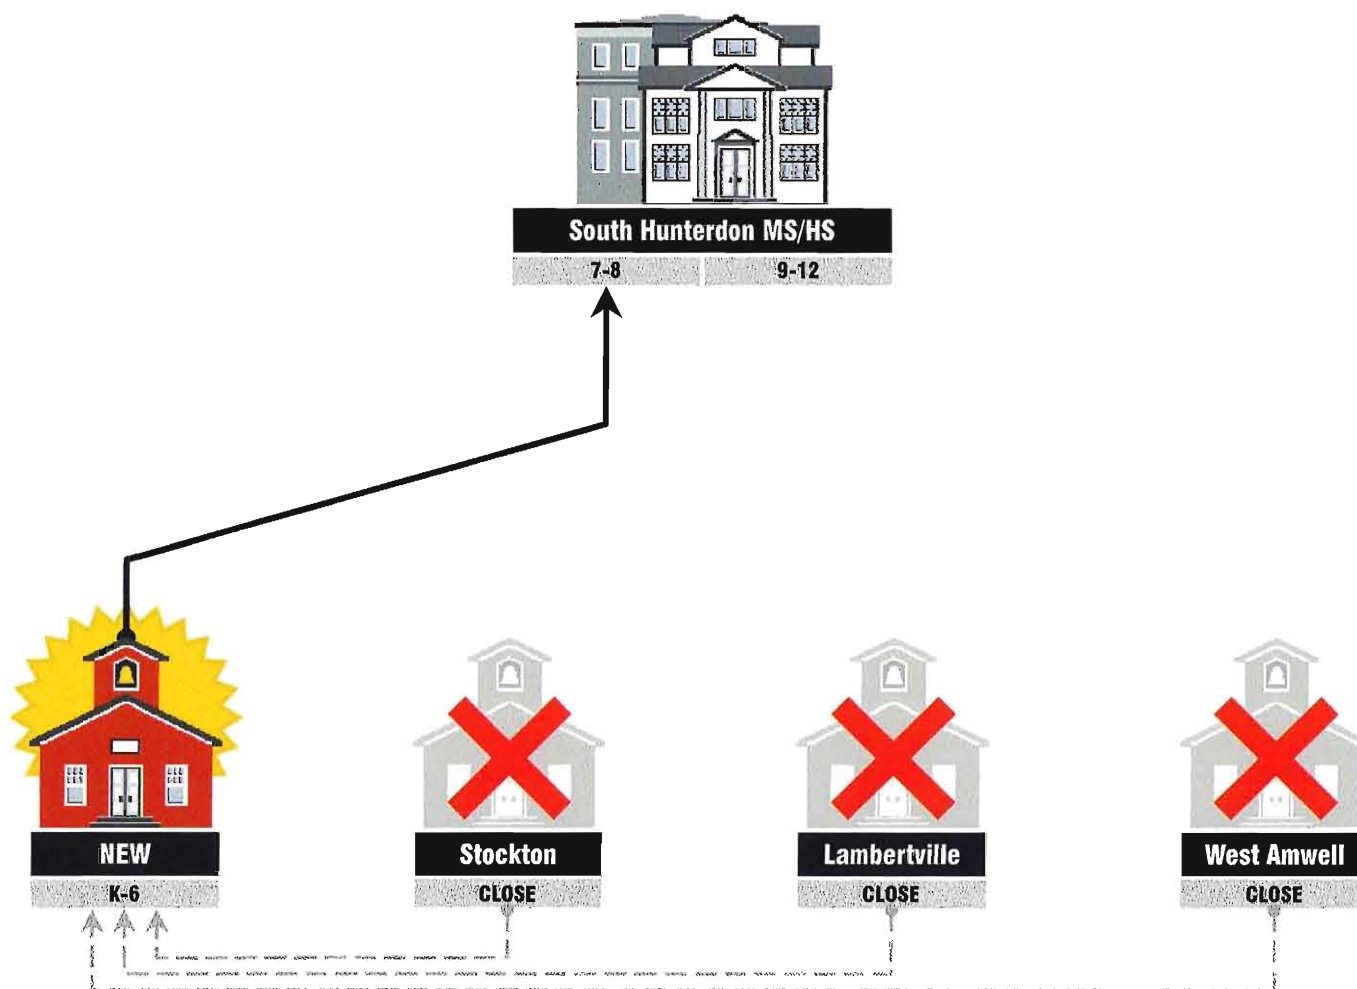 South Hunterdon MS/HS
7-8 9-12
NEW Stockton Lambertville West Amwell
K-6 CLOSE CLOSE CLOSE